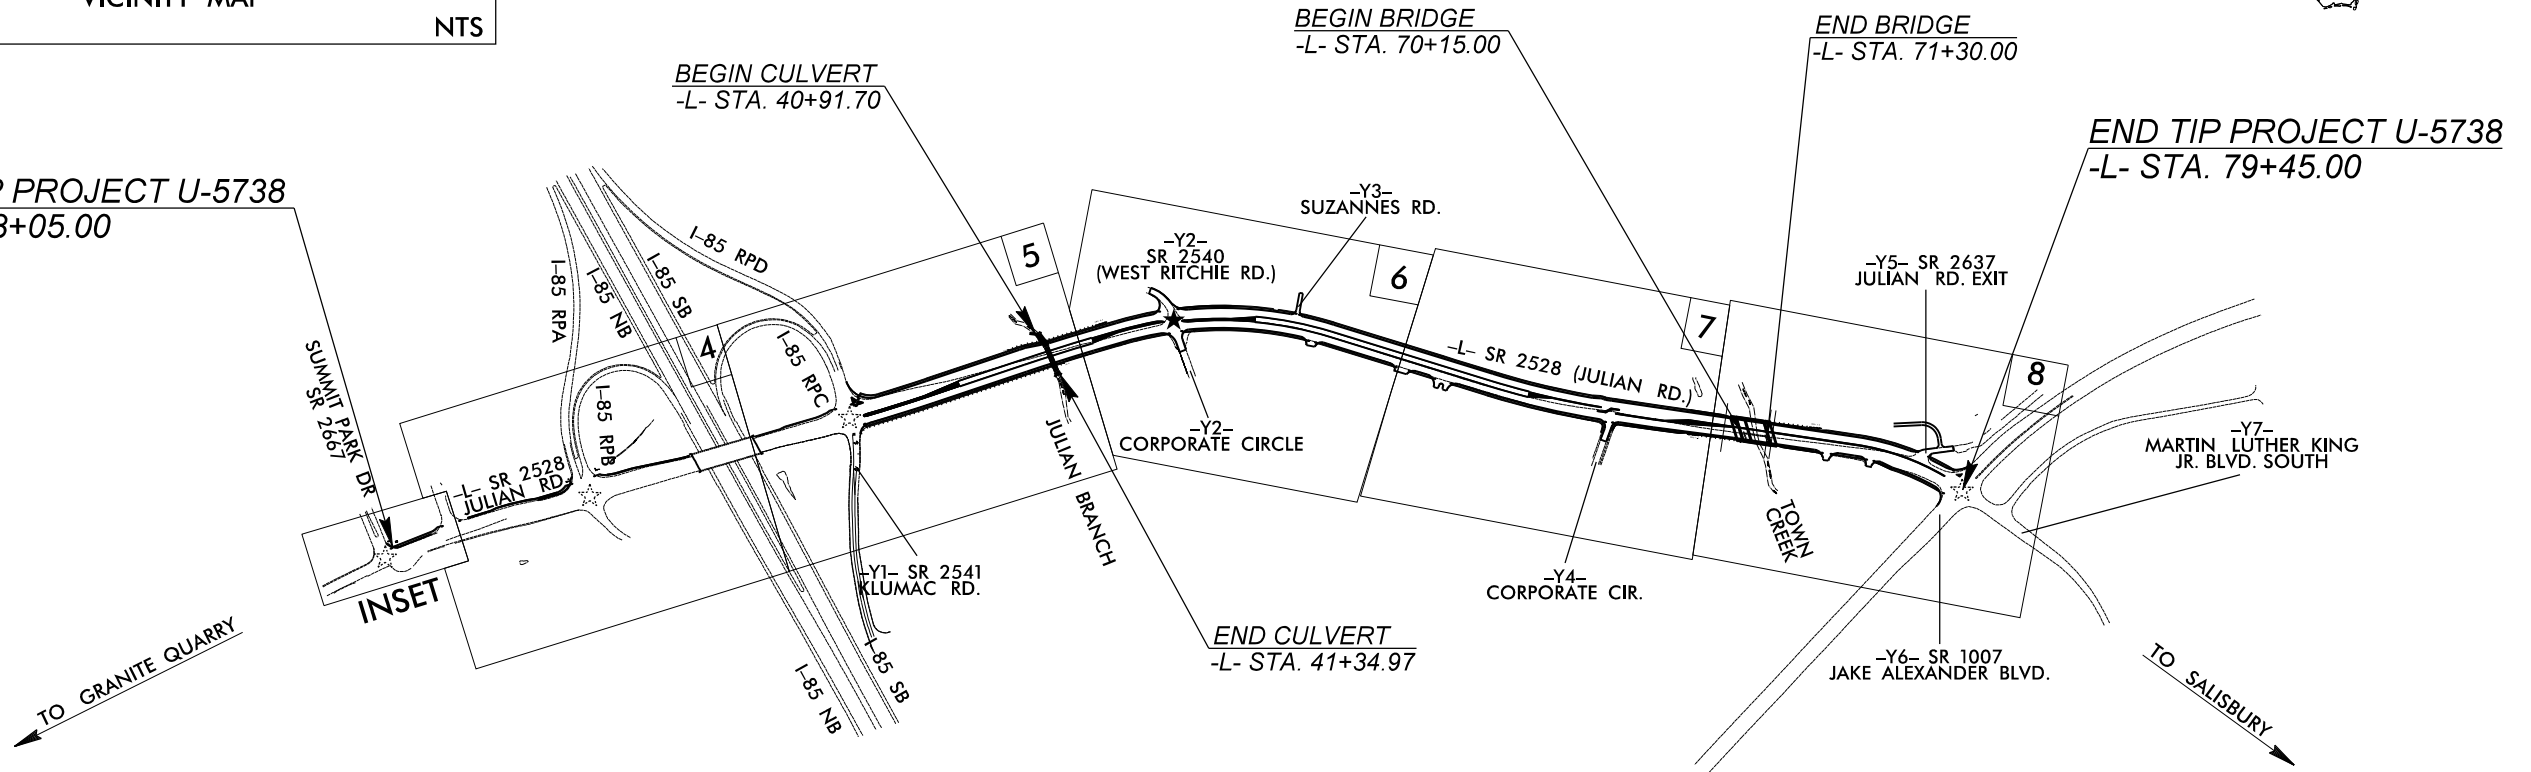 NTS
BEGIN BRIDGE
-L- STA. 70+15.00
END BRIDGE
-L- STA. 71+30.00
BEGIN CULVERT
-L- STA. 40+91.70
END TIP PROJECT U-5738
-L- STA. 79+45.00
PROJECT U-5738
+05.00
-Y3-
SUZANNES RD.
I-85 RPD
5
-Y2-
SR 2540
(WEST RITCHIE RD.)
6
-Y5- SR 2637
JULIAN RD. EXIT
I-85 RPA
I-85 NB
I-85 SB
7
4
I-85 RPC
SUMMIT PARK DR
SR 2667
I-85 RPB
-L- SR 2528 (JULIAN RD.)
8
-Y2-
CORPORATE CIRCLE
JULIAN BRANCH
-Y7-
MARTIN LUTHER KING
JR. BLVD. SOUTH
-L- SR 2528
JULIAN RD.
TOWN
CREEK
-Y1- SR 2541
KLUMAC RD.
-Y4-
CORPORATE CIR.
INSET
END CULVERT
-L- STA. 41+34.97
-Y6- SR 1007
JAKE ALEXANDER BLVD.
TO GRANITE QUARRY
I-85 NB
I-85 SB
TO SALISBURY